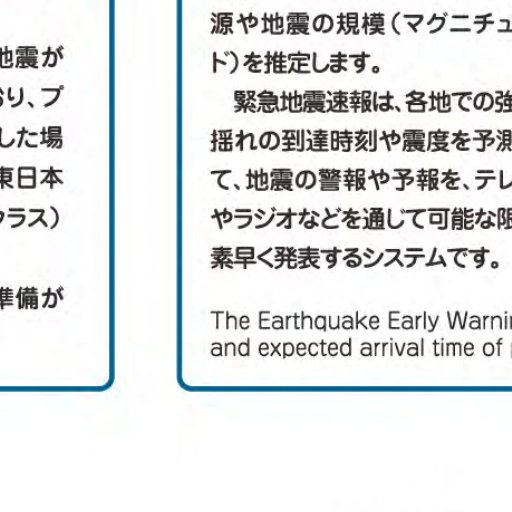 地震が
り、プ
した場
東日本
クラス)
準備が
源や地震の規模(マグニチュ
ド)を推定します。
緊急地震速報は、各地での強
揺れの到達時刻や震度を予測
て、地震の警報や予報を、テレ
やラジオなどを通じて可能な限
素早く発表するシステムです。
The Earthquake Early Warnin
and expected arrival time of